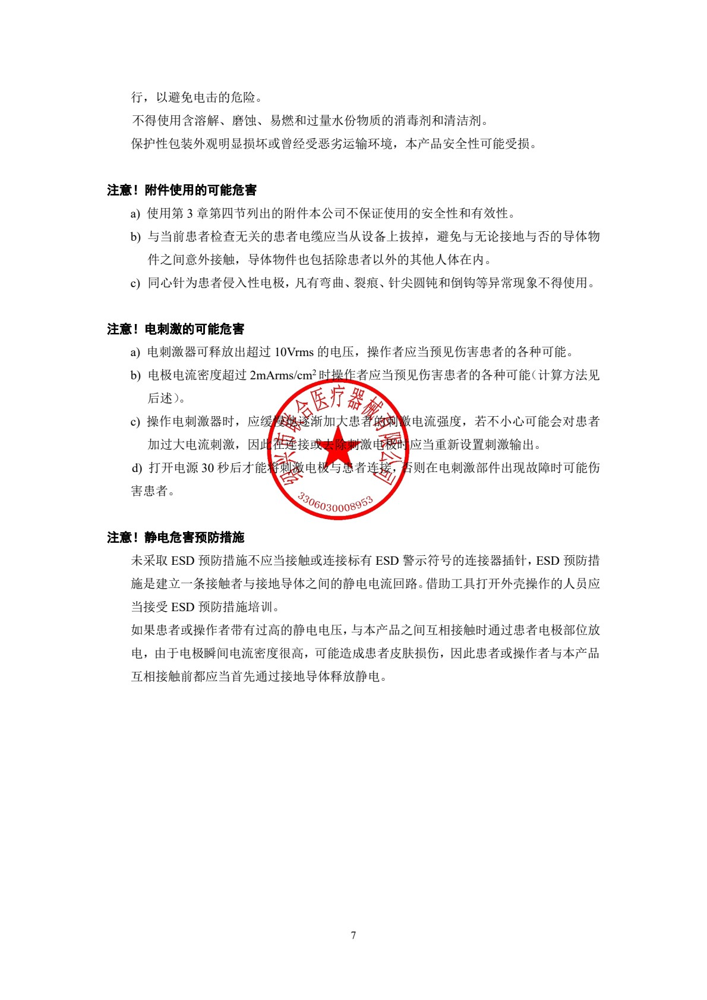 行，以避免电击的危险。
不得使用含溶解、磨蚀、易燃和过量水份物质的消毒剂和清洁剂。
保护性包装外观明显损坏或曾经受恶劣运输环境，本产品安全性可能受损。
注意！附件使用的可能危害
a) 使用第 3 章第四节列出的附件本公司不保证使用的安全性和有效性。
b) 与当前患者检查无关的患者电缆应当从设备上拔掉，避免与无论接地与否的导体物
件之间意外接触，导体物件也包括除患者以外的其他人体在内。
c) 同心针为患者侵入性电极，凡有弯曲、裂痕、针尖圆钝和倒钩等异常现象不得使用。
注意！电刺激的可能危害
a) 电刺激器可释放出超过 10Vrms 的电压，操作者应当预见伤害患者的各种可能。
b) 电极电流密度超过 2mArms/cm² 时操作者应当预见伤害患者的各种可能（计算方法见
后述）。
c) 操作电刺激器时，应缓慢地逐渐加大患者的刺激电流强度，若不小心可能会对患者
加过大电流刺激，因此在连接或去除刺激电极时应当重新设置刺激输出。
d) 打开电源 30 秒后才能将刺激电极与患者连接，否则在电刺激部件出现故障时可能伤
害患者。
绍兴市联合医疗器械有限公司
3306030008953
注意！静电危害预防措施
未采取 ESD 预防措施不应当接触或连接标有 ESD 警示符号的连接器插针，ESD 预防措
施是建立一条接触者与接地导体之间的静电电流回路。借助工具打开外壳操作的人员应
当接受 ESD 预防措施培训。
如果患者或操作者带有过高的静电电压，与本产品之间互相接触时通过患者电极部位放
电，由于电极瞬间电流密度很高，可能造成患者皮肤损伤，因此患者或操作者与本产品
互相接触前都应当首先通过接地导体释放静电。
7